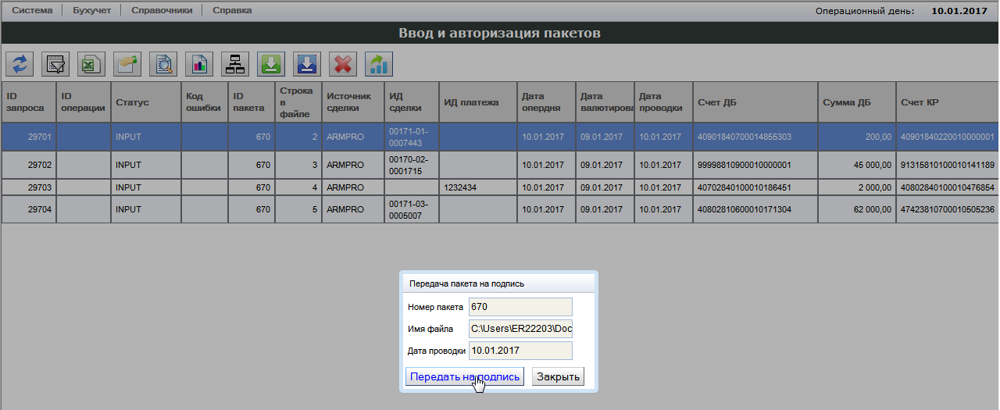 Система Бухучет Справочники Справка Операционный день: 10.01.2017
Ввод и авторизация пакетов
ID запроса ID операции Статус Код ошибки ID пакета Строка в файле Источник сделки ИД сделки ИД платежа Дата опердня Дата валютирова Дата проводки Счет ДБ Сумма ДБ Счет КР
29701 INPUT 670 2 ARMPRO 00171-01-0007443 10.01.2017 09.01.2017 10.01.2017 40901840700014855303 200,00 40901840220010000001
29702 INPUT 670 3 ARMPRO 00170-02-0001715 10.01.2017 09.01.2017 10.01.2017 99998810900010000001 45 000,00 91315810100010141189
29703 INPUT 670 4 ARMPRO 1232434 10.01.2017 09.01.2017 10.01.2017 40702840100010186451 2 000,00 40802840100010476854
29704 INPUT 670 5 ARMPRO 00171-03-0005007 10.01.2017 09.01.2017 10.01.2017 40802810600010171304 62 000,00 47423810700010505236
Передача пакета на подпись
Номер пакета 670
Имя файла C:\Users\ER22203\Doc
Дата проводки 10.01.2017
Передать на подпись Закрыть